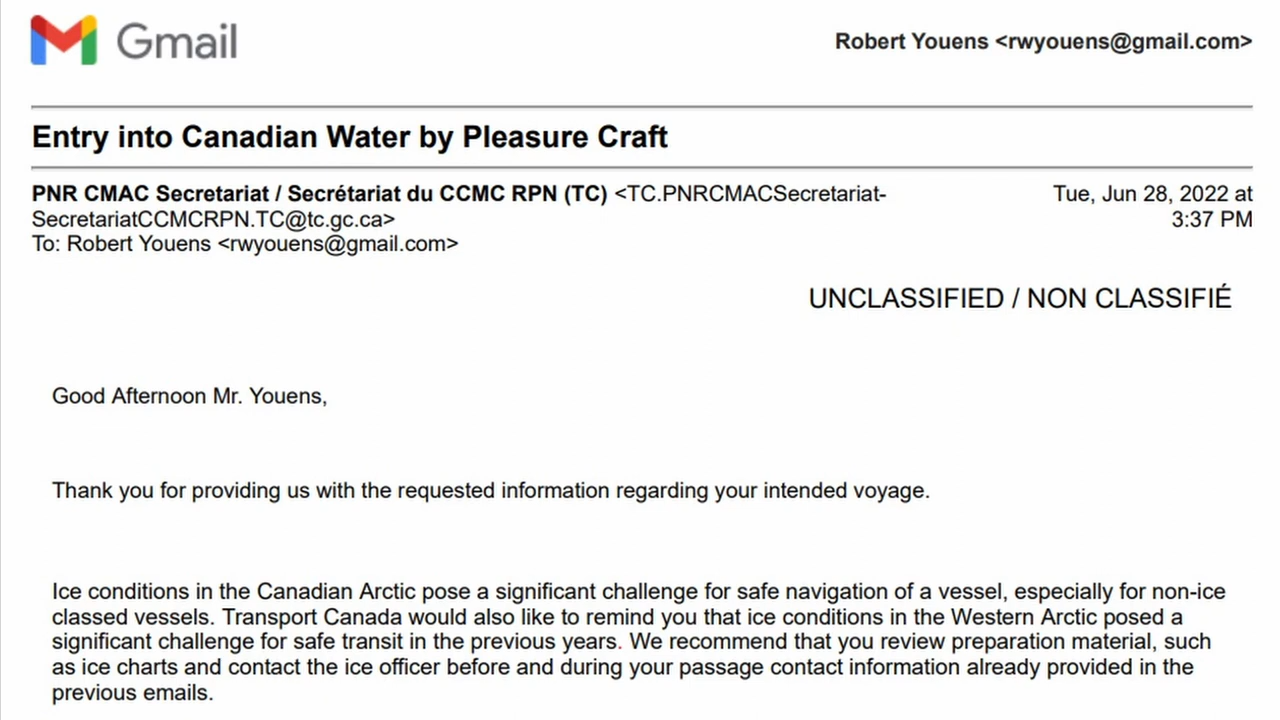 Gmail
Robert Youens <rwyouens@gmail.com>
Entry into Canadian Water by Pleasure Craft
PNR CMAC Secretariat / Secrétariat du CCMC RPN (TC) <TC.PNRCMACSecretariat-
SecretariatCCMCRPN.TC@tc.gc.ca>
Tue, Jun 28, 2022 at
3:37 PM
To: Robert Youens <rwyouens@gmail.com>
UNCLASSIFIED / NON CLASSIFIÉ
Good Afternoon Mr. Youens,
Thank you for providing us with the requested information regarding your intended voyage.
Ice conditions in the Canadian Arctic pose a significant challenge for safe navigation of a vessel, especially for non-ice
classed vessels. Transport Canada would also like to remind you that ice conditions in the Western Arctic posed a
significant challenge for safe transit in the previous years. We recommend that you review preparation material, such
as ice charts and contact the ice officer before and during your passage contact information already provided in the
previous emails.